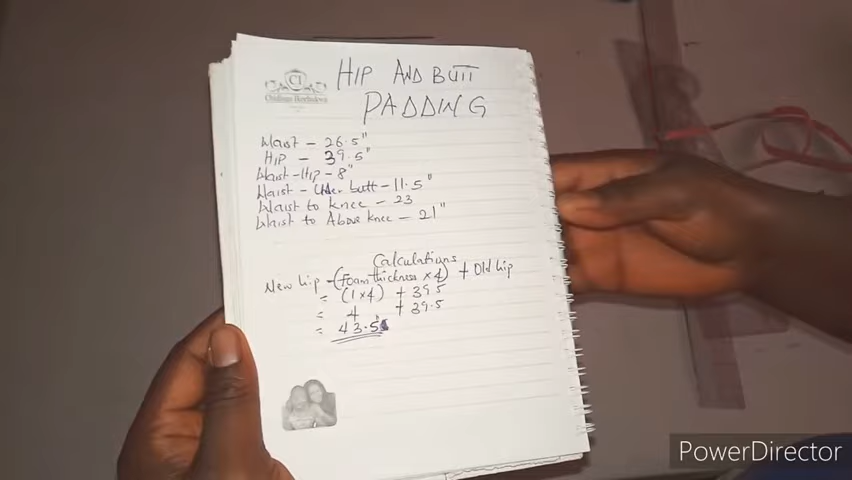 HIP AND BUTT
PADDING
CI
Waist - 26.5"
HIP - 39.5"
Waist-Hip - 8"
Waist - Under butt - 11.5"
Waist to knee - 23
Waist to Above knee - 21"
Calculations
New hip = (Foam thickness x 4) + Old hip
= (1x4) + 39.5
= 4 + 39.5
= 43.5"
PowerDirector